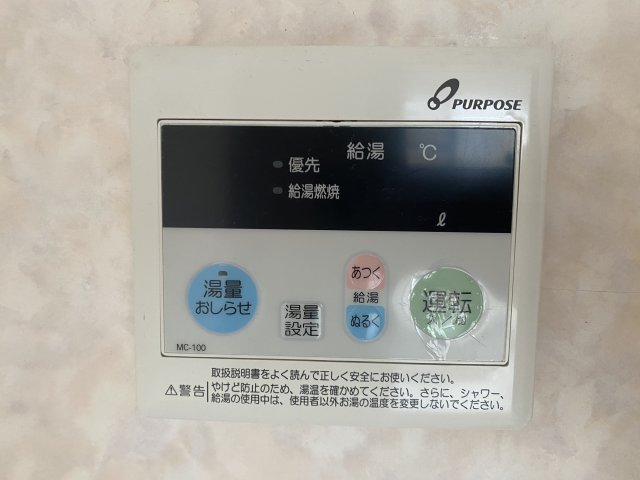 PURPOSE
給湯 ℃
優先
給湯燃焼
ℓ
湯量
おしらせ
湯量
設定
あつく
給湯
ぬるく
運転
MC-100
取扱説明書をよく読んで正しく安全にお使いください。
⚠警告 やけど防止のため、湯温を確かめてください。さらに、シャワー、
給湯の使用中は、使用者以外お湯の温度を変更しないでください。